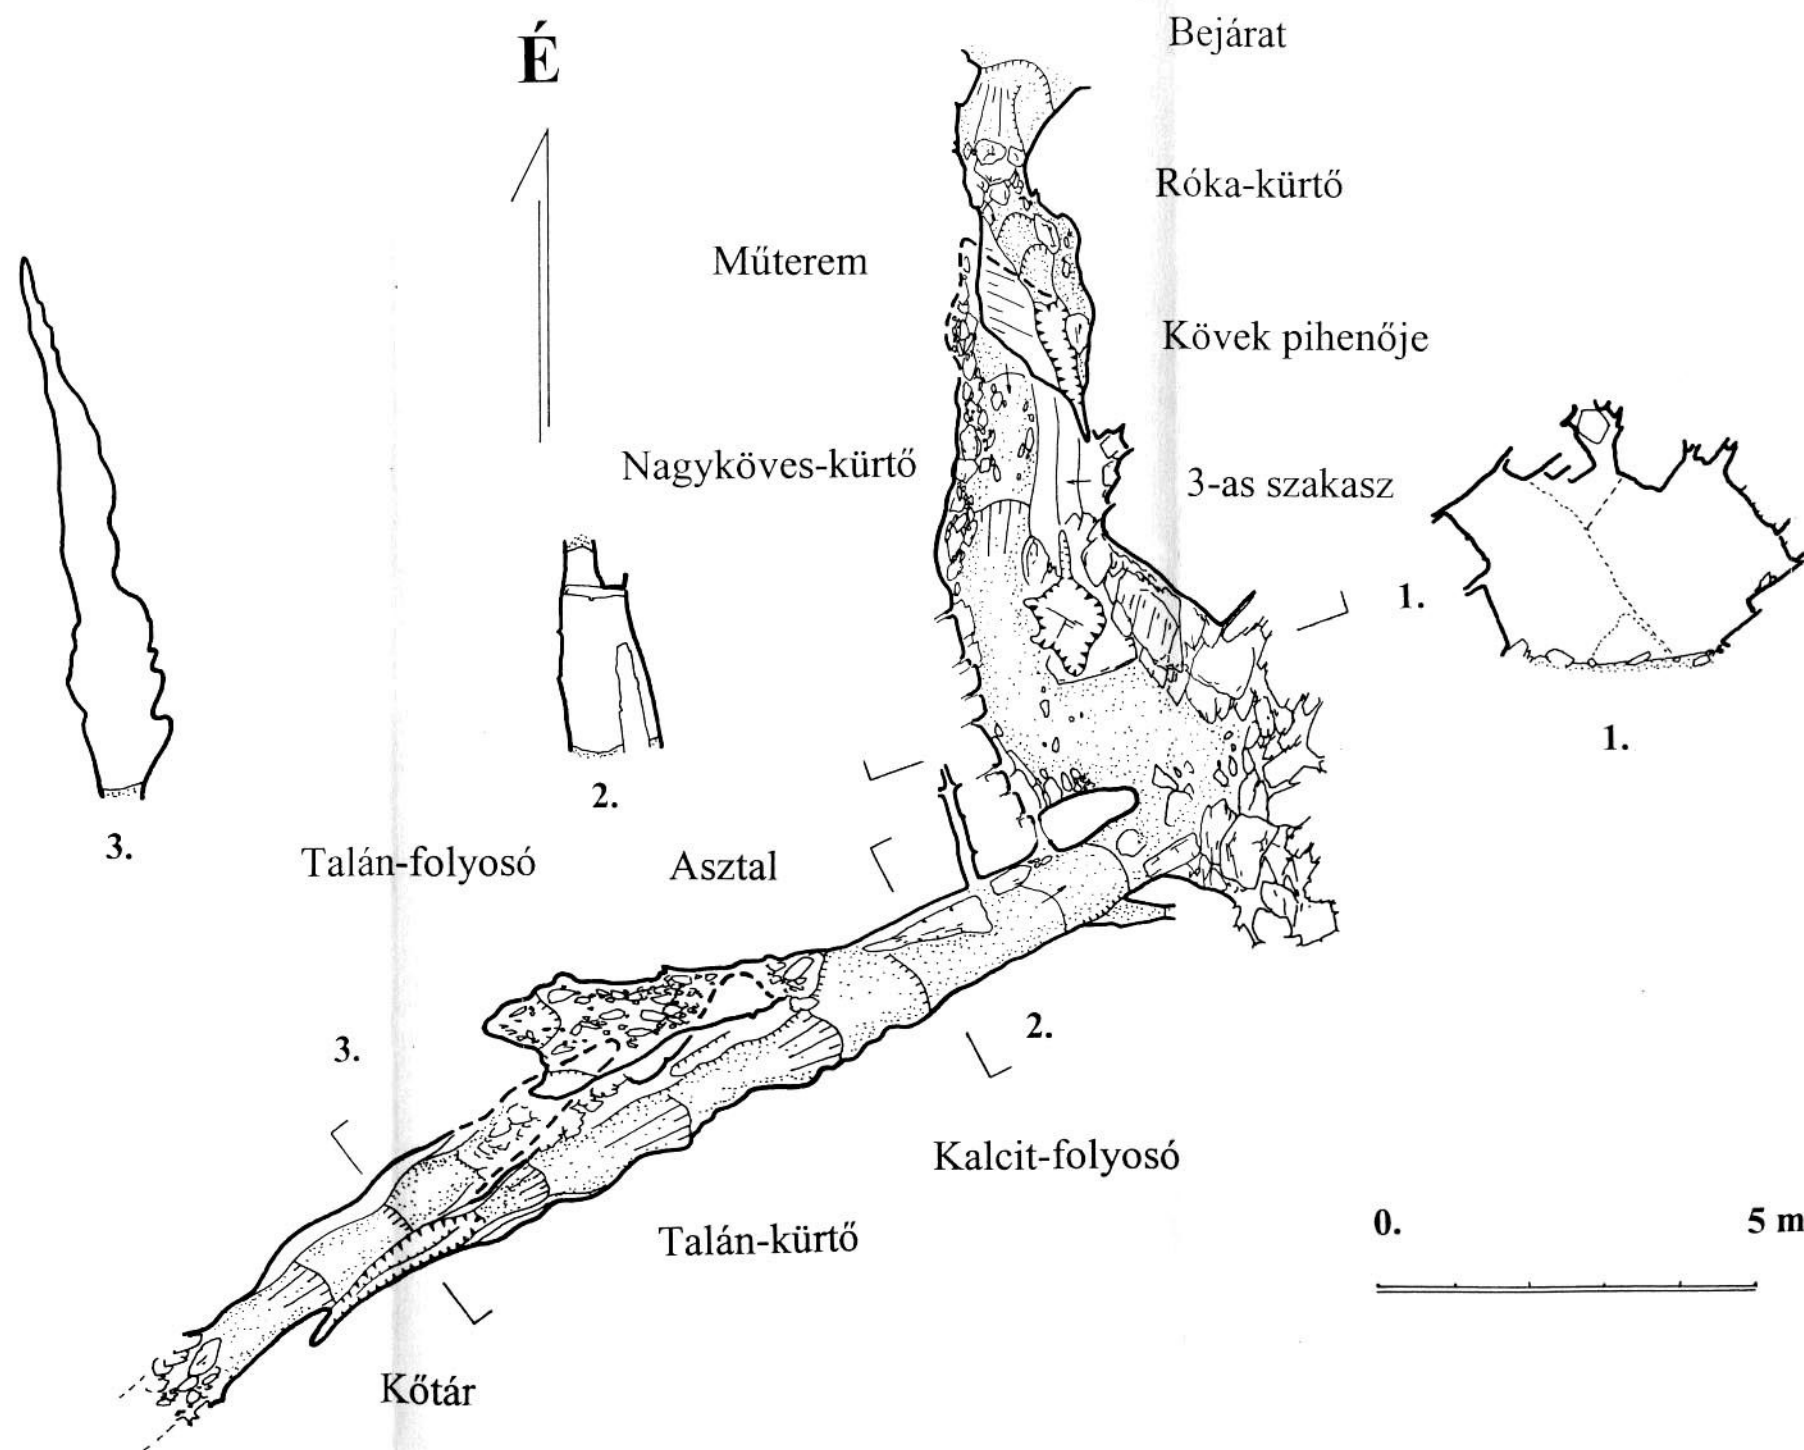 É
Bejárat
Róka-kürtő
Műterem
Kövek pihenője
Nagyköves-kürtő
3-as szakasz
1.
1.
2.
3.
Talán-folyosó
Asztal
3.
2.
Kalcit-folyosó
Talán-kürtő
0.
5 m
Kőtár